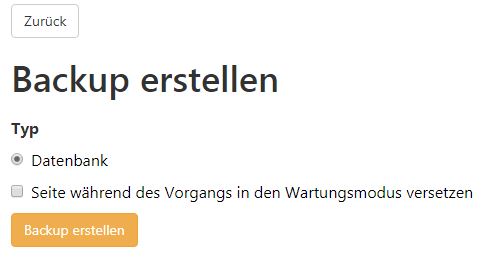 Zurück
Backup erstellen
Typ
Datenbank
Seite während des Vorgangs in den Wartungsmodus versetzen
Backup erstellen